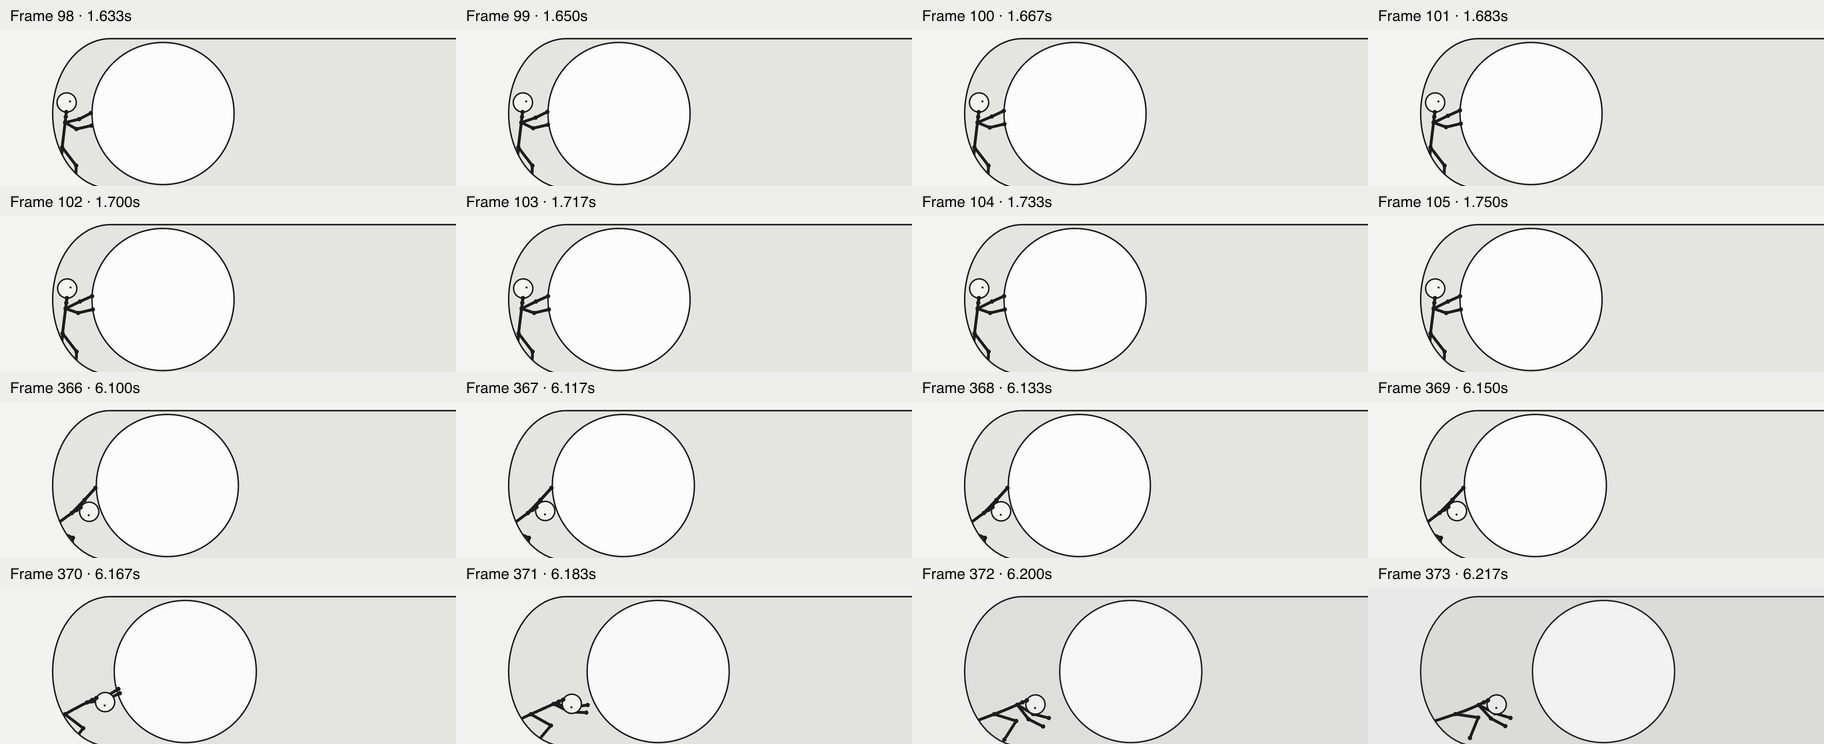 Frame 98 · 1.633s
Frame 99 · 1.650s
Frame 100 · 1.667s
Frame 101 · 1.683s
Frame 102 · 1.700s
Frame 103 · 1.717s
Frame 104 · 1.733s
Frame 105 · 1.750s
Frame 366 · 6.100s
Frame 367 · 6.117s
Frame 368 · 6.133s
Frame 369 · 6.150s
Frame 370 · 6.167s
Frame 371 · 6.183s
Frame 372 · 6.200s
Frame 373 · 6.217s